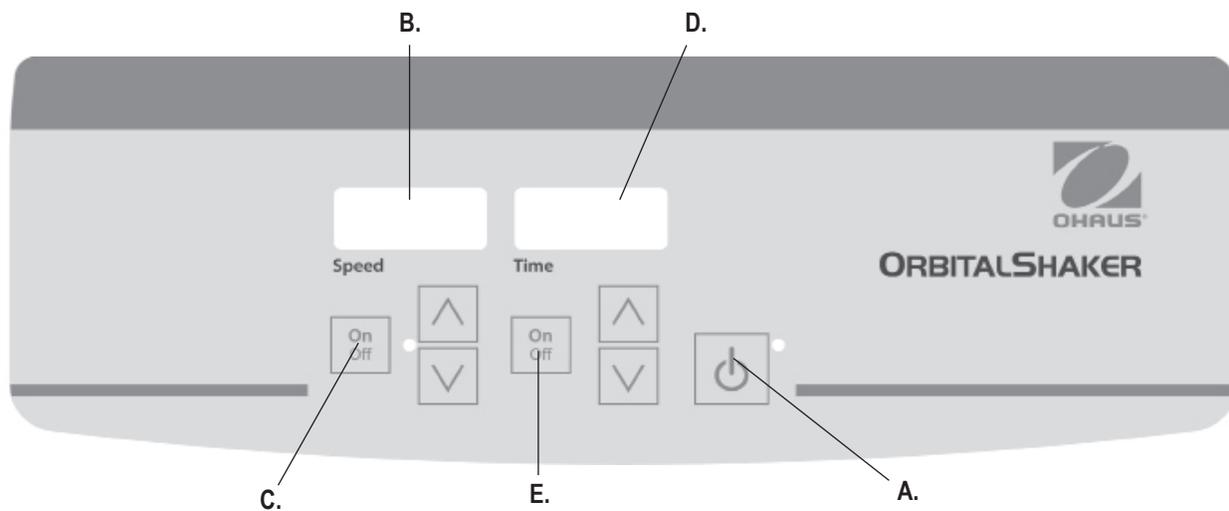 B.
D.
OHAUS®
ORBITALSHAKER
Speed
Time
On
Off
On
Off
C.
E.
A.